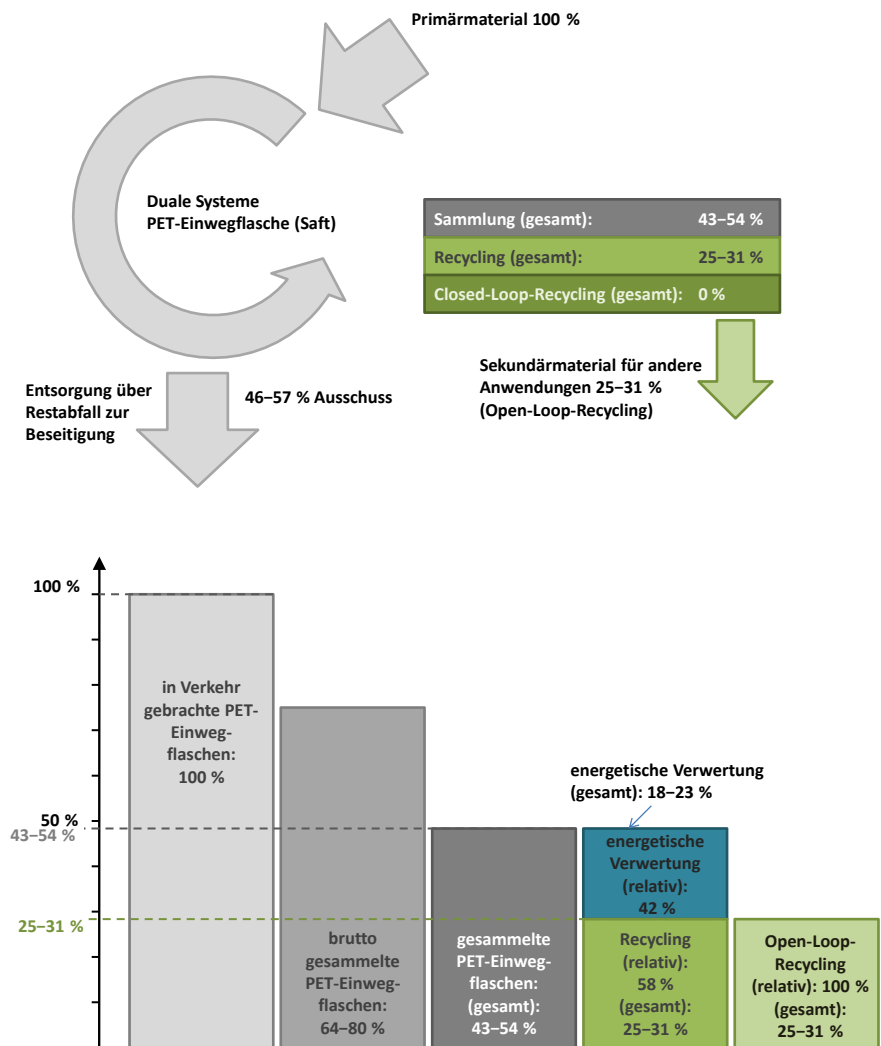 Primärmaterial 100 %
Duale Systeme
PET-Einwegflasche (Saft)
Sammlung (gesamt): 43–54 %
Recycling (gesamt): 25–31 %
Closed-Loop-Recycling (gesamt): 0 %
Sekundärmaterial für andere
Anwendungen 25–31 %
(Open-Loop-Recycling)
Entsorgung über
Restabfall zur
Beseitigung
46–57 % Ausschuss
100 %
50 %
43–54 %
25–31 %
in Verkehr
gebrachte PET-
Einweg-
flaschen:
100 %
brutto
gesammelte
PET-Einweg-
flaschen:
64–80 %
gesammelte
PET-Einweg-
flaschen:
(gesamt):
43–54 %
energetische Verwertung
(gesamt): 18–23 %
energetische
Verwertung
(relativ):
42 %
Recycling
(relativ):
58 %
(gesamt):
25–31 %
Open-Loop-
Recycling
(relativ): 100 %
(gesamt):
25–31 %